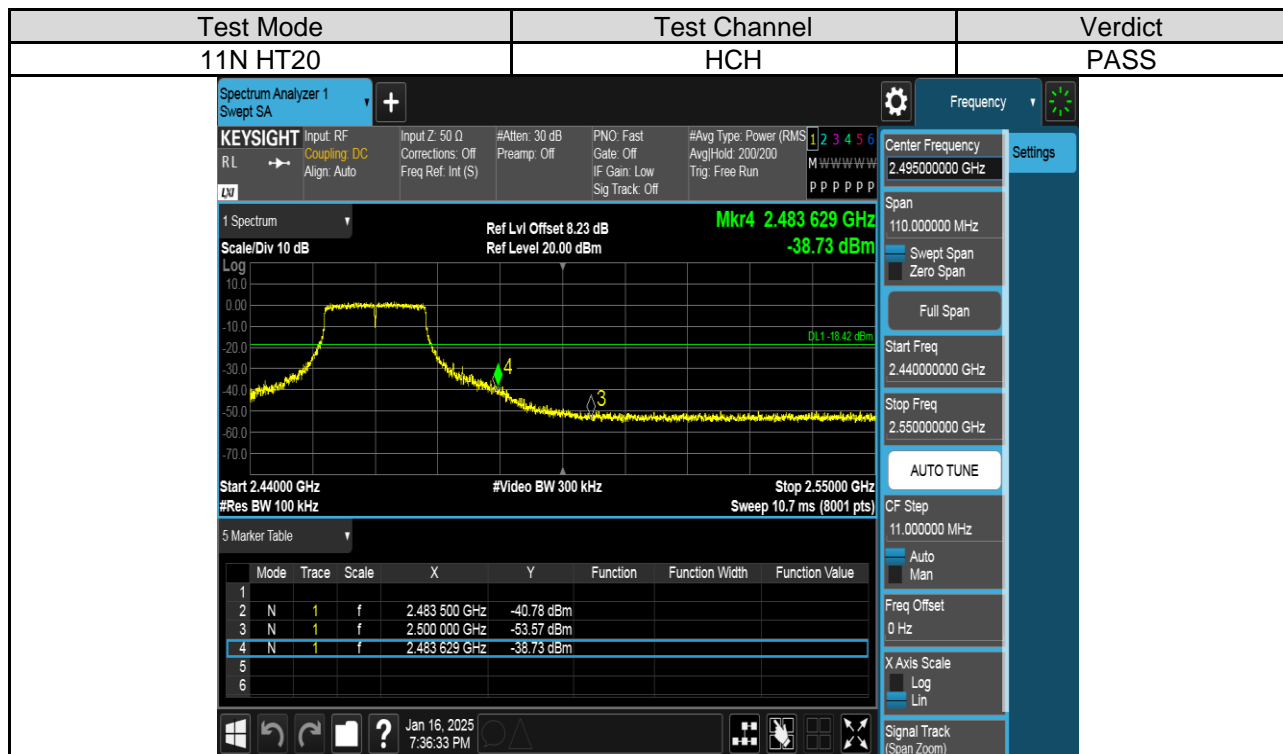 Test Mode Test Channel Verdict
11N HT20 HCH PASS
Spectrum Analyzer 1
Swept SA
+
Frequency
KEYSIGHT
RL
LXI
Input: RF
Coupling: DC
Align: Auto
Input Z: 50 Ω
Corrections: Off
Freq Ref: Int (S)
#Atten: 30 dB
Preamp: Off
PNO: Fast
Gate: Off
IF Gain: Low
Sig Track: Off
#Avg Type: Power (RMS
Avg|Hold: 200/200
Trig: Free Run
1 2 3 4 5 6
M W W W W W
P P P P P P
1 Spectrum
Scale/Div 10 dB
Ref Lvl Offset 8.23 dB
Ref Level 20.00 dBm
Mkr4 2.483 629 GHz
-38.73 dBm
Log
10.0
0.00
-10.0
-20.0
-30.0
-40.0
-50.0
-60.0
-70.0
DL1 -18.42 dBm
4
3
Start 2.44000 GHz #Video BW 300 kHz Stop 2.55000 GHz
#Res BW 100 kHz Sweep 10.7 ms (8001 pts)
5 Marker Table
Mode Trace Scale X Y Function Function Width Function Value
1
2 N 1 f 2.483 500 GHz -40.78 dBm
3 N 1 f 2.500 000 GHz -53.57 dBm
4 N 1 f 2.483 629 GHz -38.73 dBm
5
6
?
Jan 16, 2025
7:36:33 PM
Center Frequency
2.495000000 GHz
Settings
Span
110.000000 MHz
Swept Span
Zero Span
Full Span
Start Freq
2.440000000 GHz
Stop Freq
2.550000000 GHz
AUTO TUNE
CF Step
11.000000 MHz
Auto
Man
Freq Offset
0 Hz
X Axis Scale
Log
Lin
Signal Track
(Span Zoom)